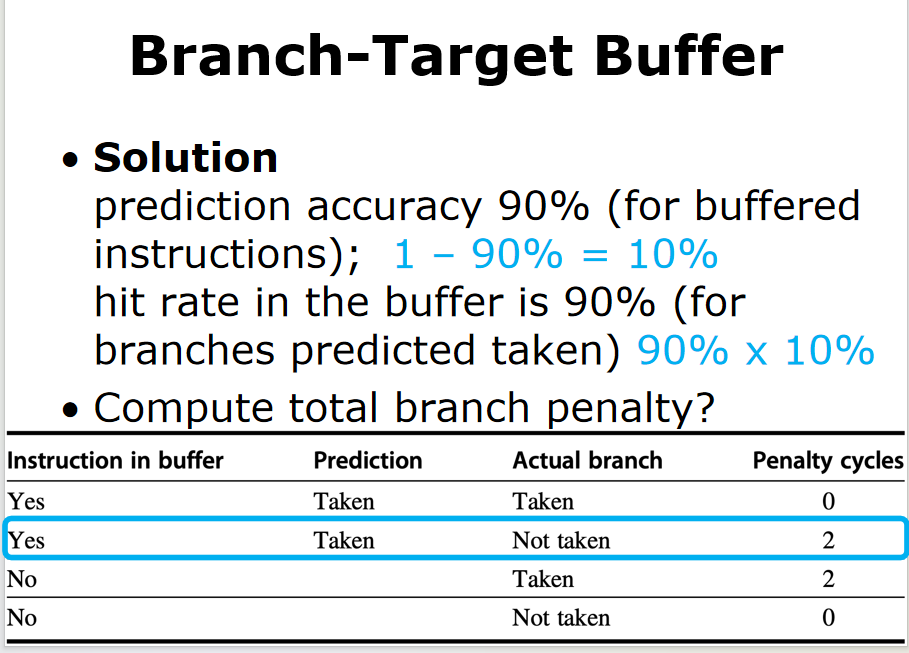 Branch-Target Buffer
• Solution
prediction accuracy 90% (for buffered
instructions); 1 – 90% = 10%
hit rate in the buffer is 90% (for
branches predicted taken) 90% x 10%
• Compute total branch penalty?
Instruction in buffer Prediction Actual branch Penalty cycles
Yes Taken Taken 0
Yes Taken Not taken 2
No Taken 2
No Not taken 0